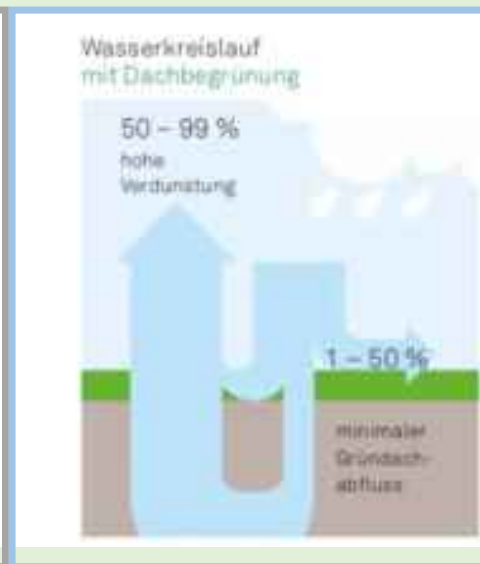 Wasserkreislauf
mit Dachbegrünung
50 – 99 %
hohe
Verdunstung
1 – 50 %
minimaler
Gründach-
abfluss